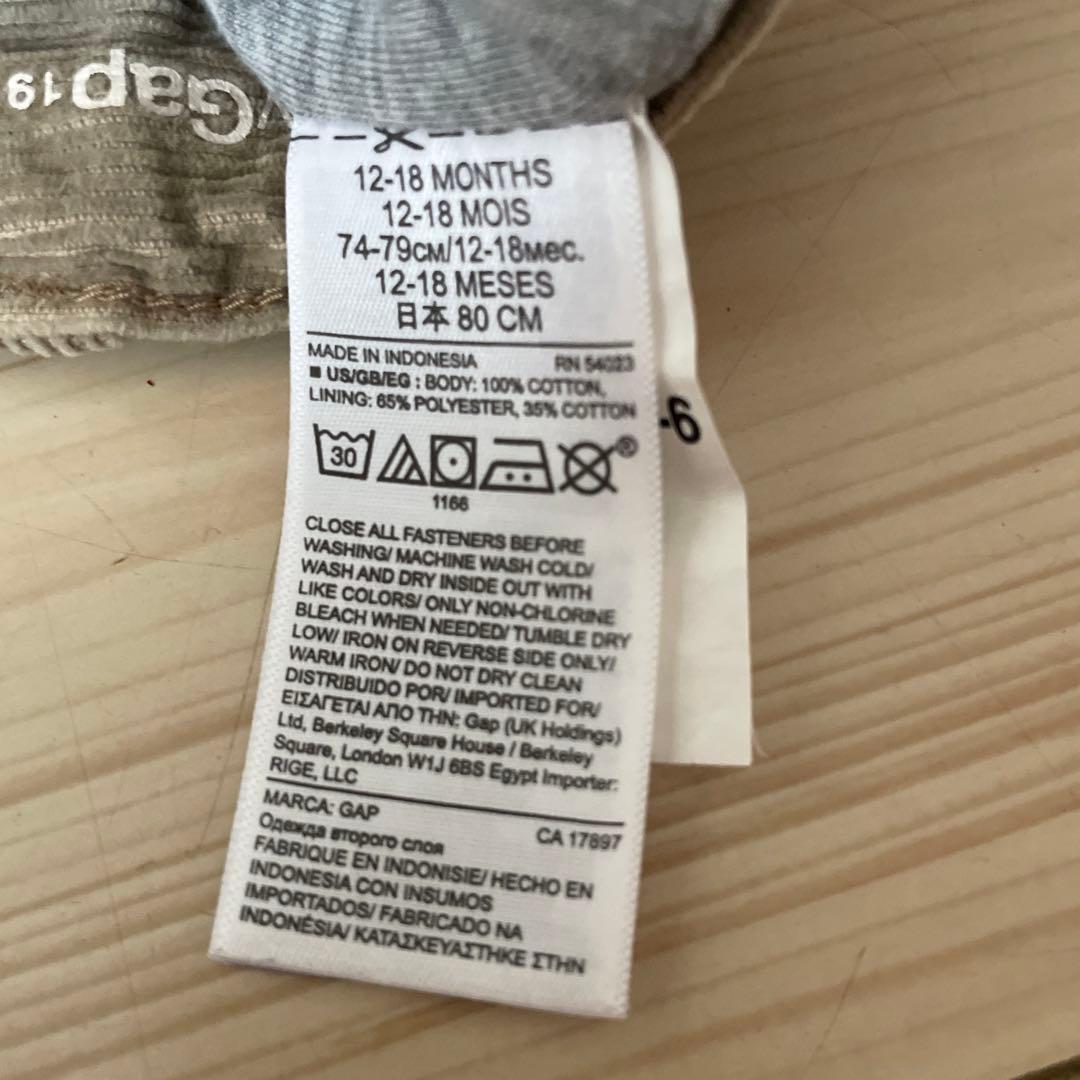 Gap19
12-18 MONTHS
12-18 MOIS
74-79см/12-18мес.
12-18 MESES
日本 80 CM
MADE IN INDONESIA RN 54023
■ US/GB/EG : BODY: 100% COTTON,
LINING: 65% POLYESTER, 35% COTTON
30
®
1166
CLOSE ALL FASTENERS BEFORE
WASHING/ MACHINE WASH COLD/
WASH AND DRY INSIDE OUT WITH
LIKE COLORS/ ONLY NON-CHLORINE
BLEACH WHEN NEEDED/ TUMBLE DRY
LOW/ IRON ON REVERSE SIDE ONLY/
WARM IRON/ DO NOT DRY CLEAN
DISTRIBUIDO POR/ IMPORTED FOR/
ΕΙΣΑΓΕΤΑΙ ΑΠΟ ΤΗΝ: Gap (UK Holdings)
Ltd, Berkeley Square House / Berkeley
Square, London W1J 6BS Egypt Importer:
RIGE, LLC
MARCA: GAP CA 17897
Одежда второго слоя
FABRIQUE EN INDONISIE/ HECHO EN
INDONESIA CON INSUMOS
IMPORTADOS/ FABRICADO NA
INDONÉSIA/ ΚΑΤΑΣΚΕΥΑΣΤΗΚΕ ΣΤΗΝ
-6